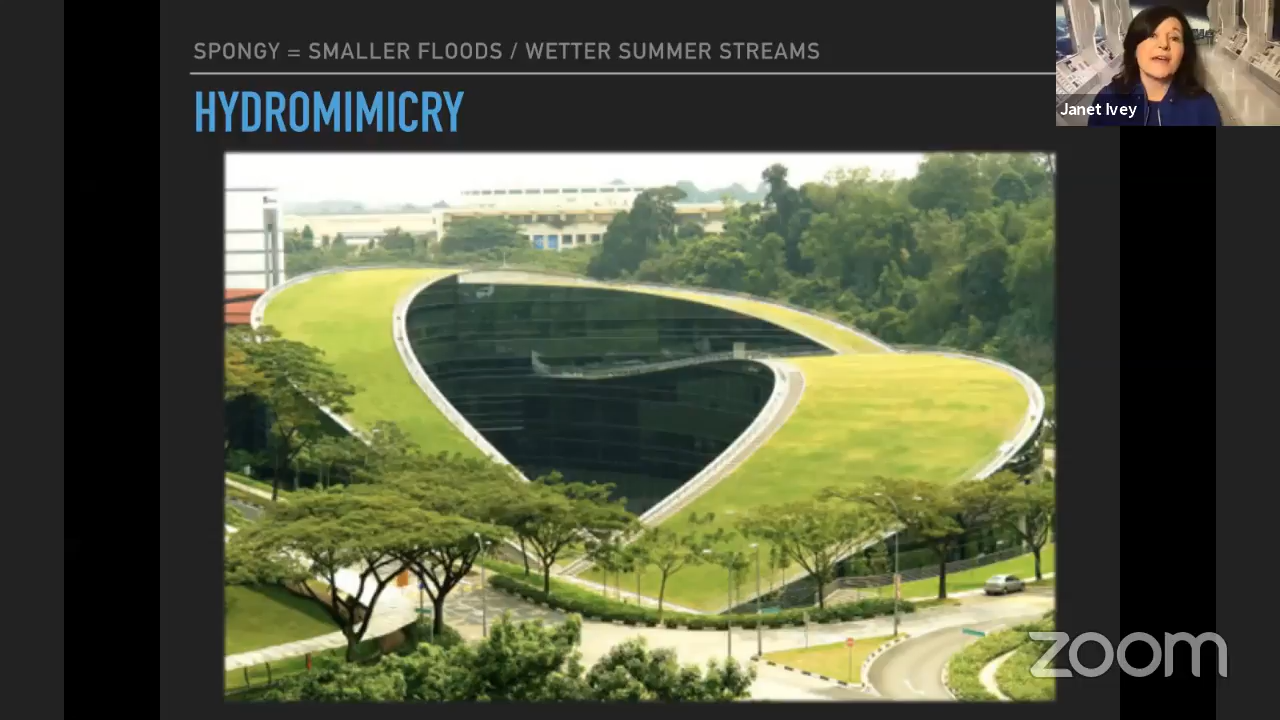 SPONGY = SMALLER FLOODS / WETTER SUMMER STREAMS
HYDROMIMICRY
Janet Ivey
zoom